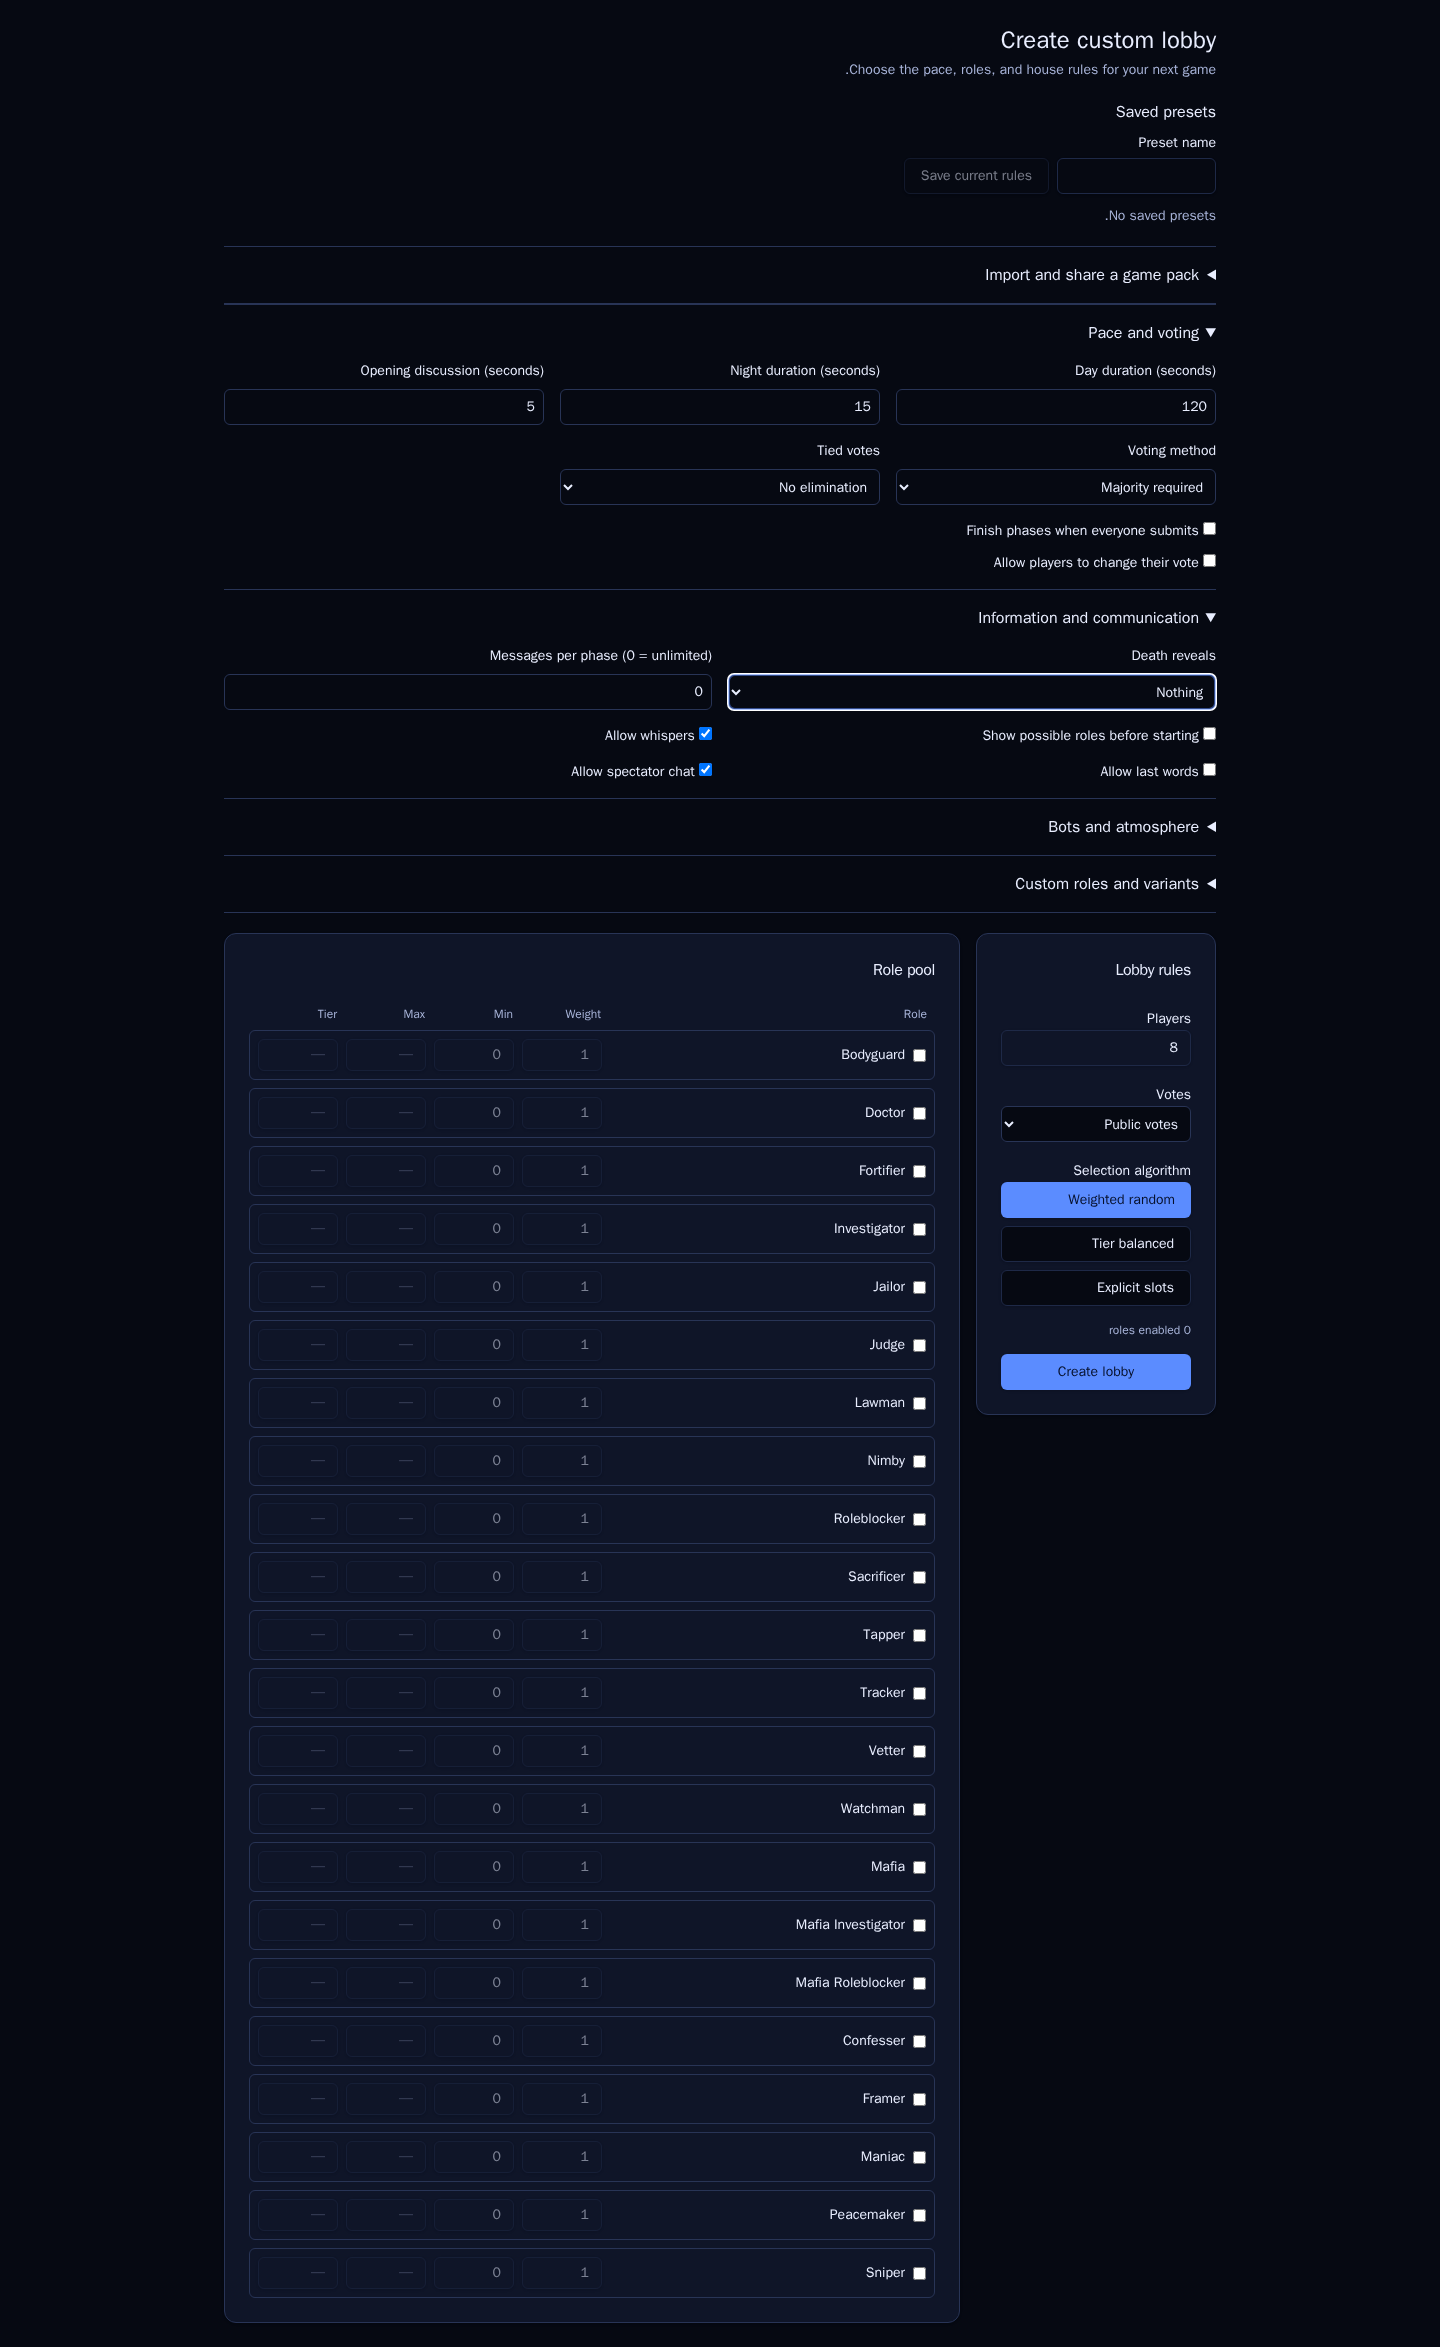 Create custom lobby
.Choose the pace, roles, and house rules for your next game
Saved presets
Preset name
Save current rules
.No saved presets
Import and share a game pack
Pace and voting
Day duration (seconds)
120
Night duration (seconds)
15
Opening discussion (seconds)
5
Voting method
Majority required
Tied votes
No elimination
Finish phases when everyone submits
Allow players to change their vote
Information and communication
Death reveals
Nothing
Messages per phase (0 = unlimited)
0
Show possible roles before starting
Allow whispers
Allow last words
Allow spectator chat
Bots and atmosphere
Custom roles and variants
Lobby rules
Players
8
Votes
Public votes
Selection algorithm
Weighted random
Tier balanced
Explicit slots
roles enabled 0
Create lobby
Role pool
Role Weight Min Max Tier
Bodyguard 1 0 — —
Doctor 1 0 — —
Fortifier 1 0 — —
Investigator 1 0 — —
Jailor 1 0 — —
Judge 1 0 — —
Lawman 1 0 — —
Nimby 1 0 — —
Roleblocker 1 0 — —
Sacrificer 1 0 — —
Tapper 1 0 — —
Tracker 1 0 — —
Vetter 1 0 — —
Watchman 1 0 — —
Mafia 1 0 — —
Mafia Investigator 1 0 — —
Mafia Roleblocker 1 0 — —
Confesser 1 0 — —
Framer 1 0 — —
Maniac 1 0 — —
Peacemaker 1 0 — —
Sniper 1 0 — —